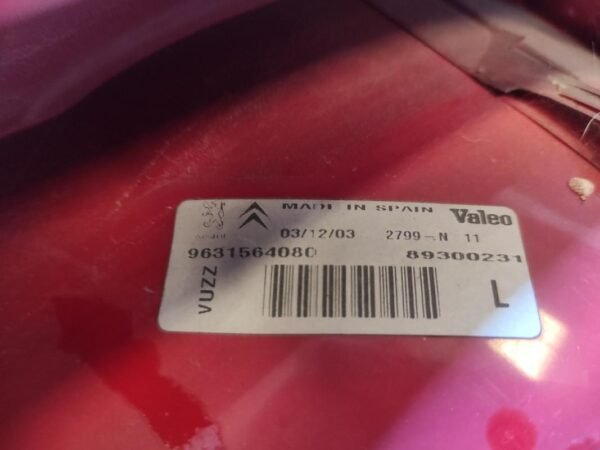 MADE IN SPAIN Valeo
03/12/03 2799-N 11
9631564080 89300231
VUZZ
L